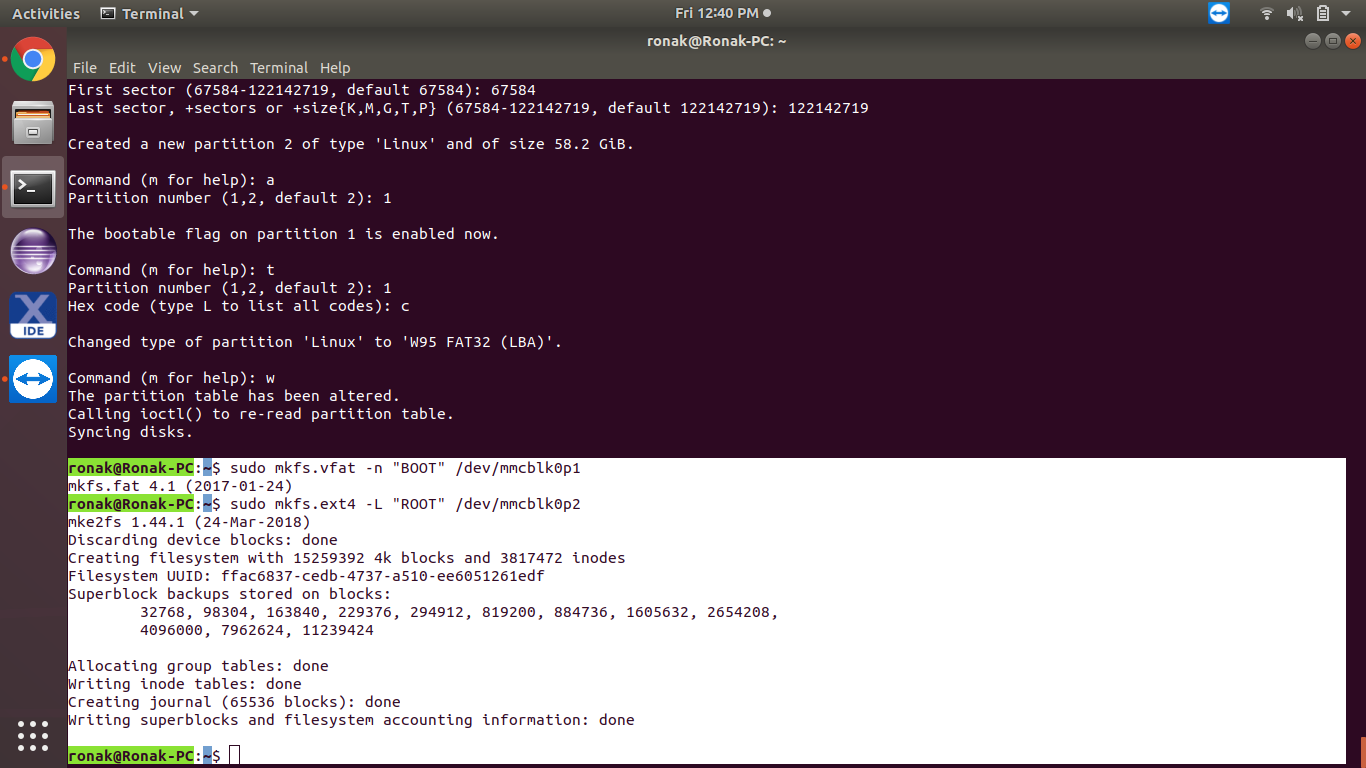 Activities Terminal Fri 12:40 PM
ronak@Ronak-PC: ~
File Edit View Search Terminal Help
First sector (67584-122142719, default 67584): 67584
Last sector, +sectors or +size{K,M,G,T,P} (67584-122142719, default 122142719): 122142719
Created a new partition 2 of type 'Linux' and of size 58.2 GiB.
Command (m for help): a
Partition number (1,2, default 2): 1
The bootable flag on partition 1 is enabled now.
Command (m for help): t
Partition number (1,2, default 2): 1
Hex code (type L to list all codes): c
Changed type of partition 'Linux' to 'W95 FAT32 (LBA)'.
Command (m for help): w
The partition table has been altered.
Calling ioctl() to re-read partition table.
Syncing disks.
ronak@Ronak-PC:~$ sudo mkfs.vfat -n "BOOT" /dev/mmcblk0p1
mkfs.fat 4.1 (2017-01-24)
ronak@Ronak-PC:~$ sudo mkfs.ext4 -L "ROOT" /dev/mmcblk0p2
mke2fs 1.44.1 (24-Mar-2018)
Discarding device blocks: done
Creating filesystem with 15259392 4k blocks and 3817472 inodes
Filesystem UUID: ffac6837-cedb-4737-a510-ee6051261edf
Superblock backups stored on blocks:
32768, 98304, 163840, 229376, 294912, 819200, 884736, 1605632, 2654208,
4096000, 7962624, 11239424
Allocating group tables: done
Writing inode tables: done
Creating journal (65536 blocks): done
Writing superblocks and filesystem accounting information: done
ronak@Ronak-PC:~$
X
IDE